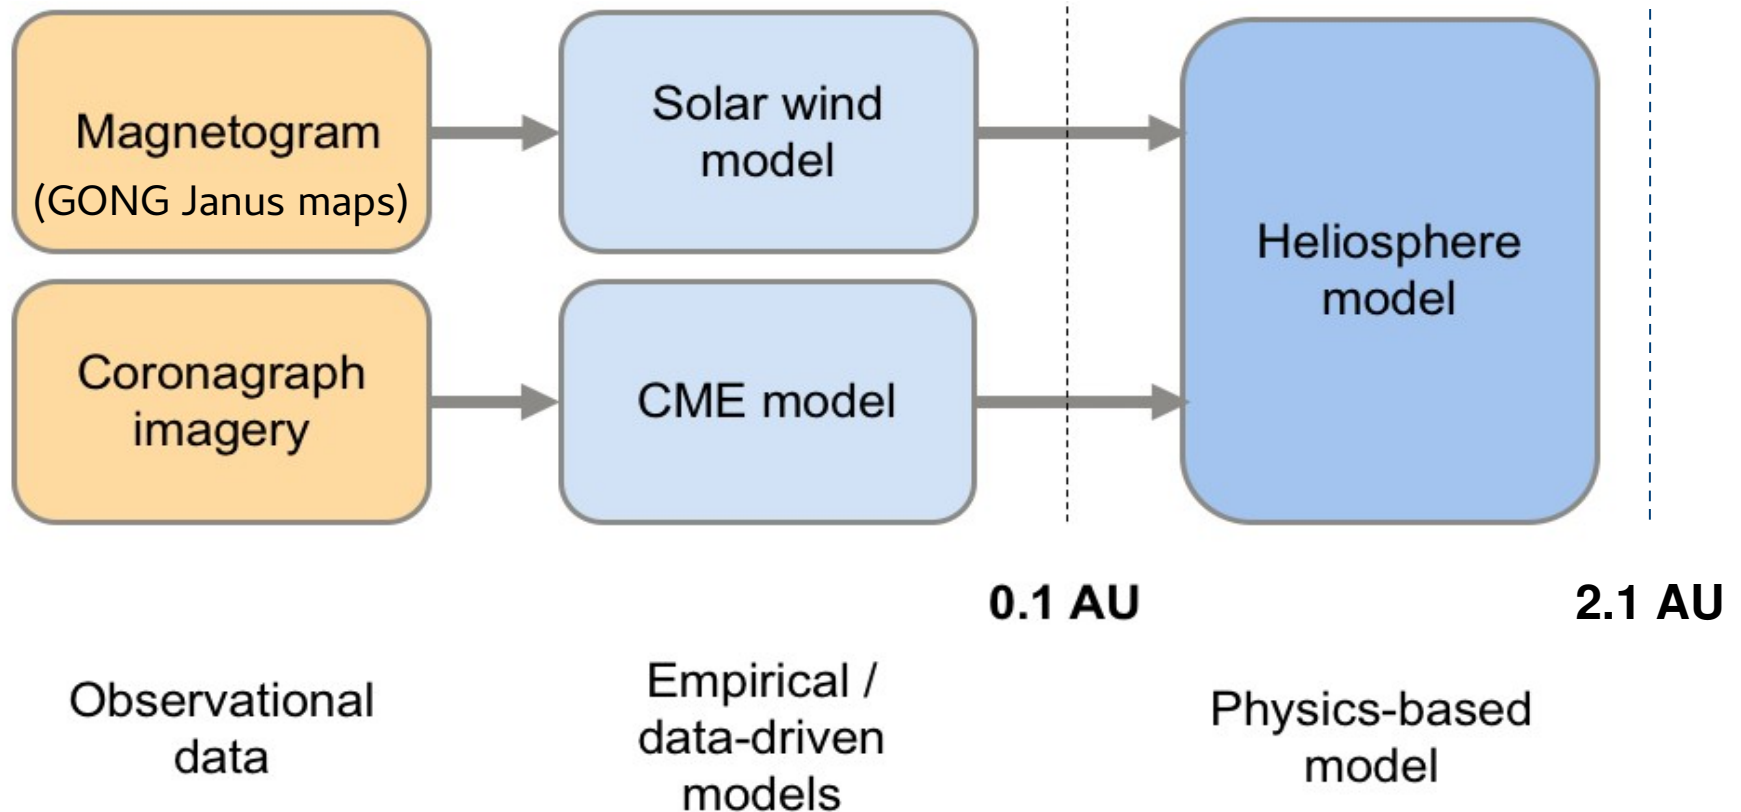 Magnetogram
(GONG Janus maps)
Solar wind
model
Heliosphere
model
Coronagraph
imagery
CME model
0.1 AU
2.1 AU
Observational
data
Empirical /
data-driven
models
Physics-based
model